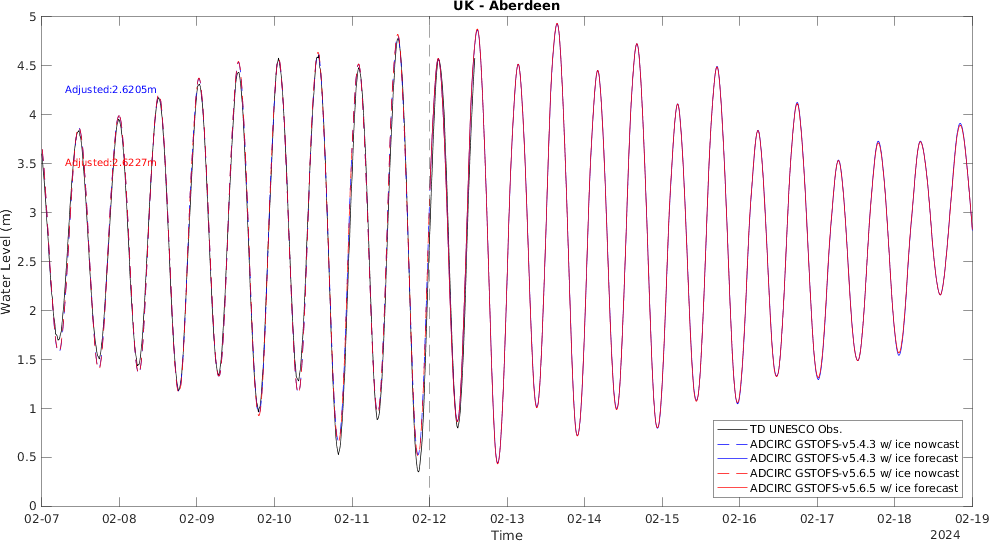 UK - Aberdeen
5
4.5
4
3.5
3
2.5
2
1.5
1
0.5
0
Water Level (m)
Adjusted:2.6205m
Adjusted:2.6227m
TD UNESCO Obs.
ADCIRC GSTOFS-v5.4.3 w/ ice nowcast
ADCIRC GSTOFS-v5.4.3 w/ ice forecast
ADCIRC GSTOFS-v5.6.5 w/ ice nowcast
ADCIRC GSTOFS-v5.6.5 w/ ice forecast
02-07 02-08 02-09 02-10 02-11 02-12 02-13 02-14 02-15 02-16 02-17 02-18 02-19
Time
2024